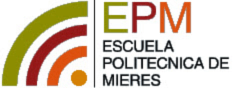 EPM
ESCUELA
POLITECNICA DE
MIERES